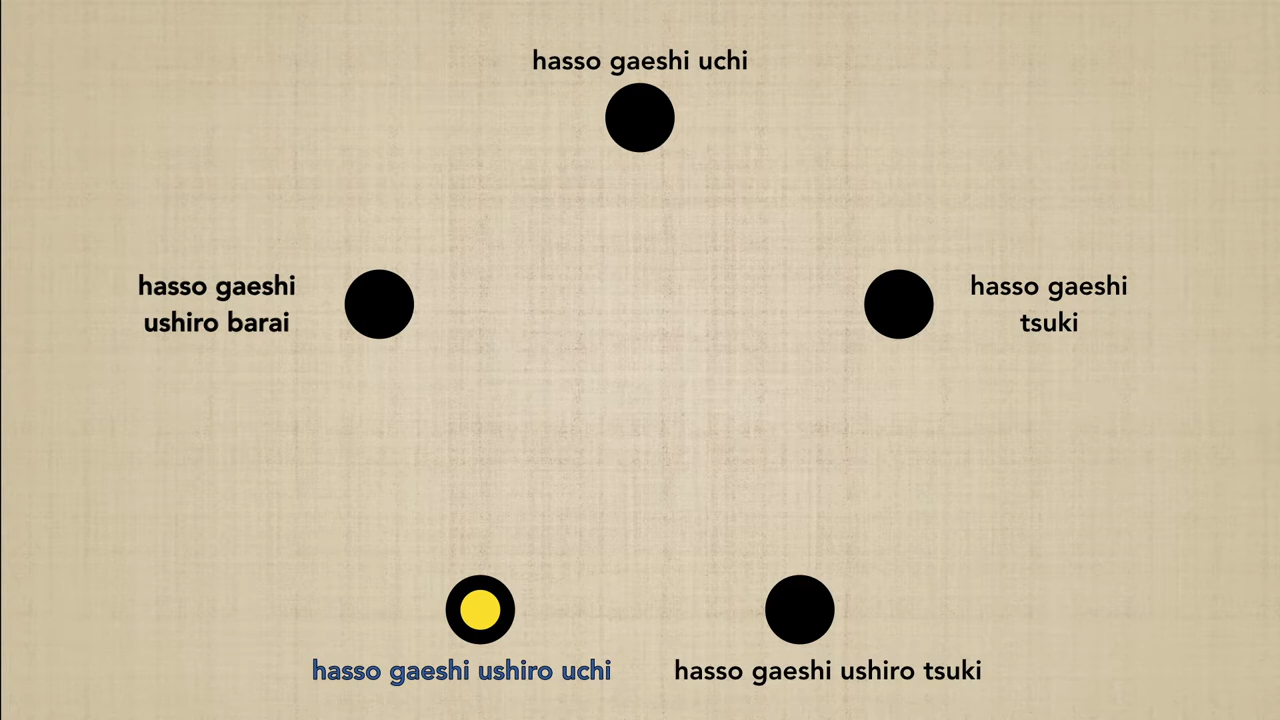 hasso gaeshi uchi
hasso gaeshi
ushiro barai
hasso gaeshi
tsuki
hasso gaeshi ushiro uchi
hasso gaeshi ushiro tsuki